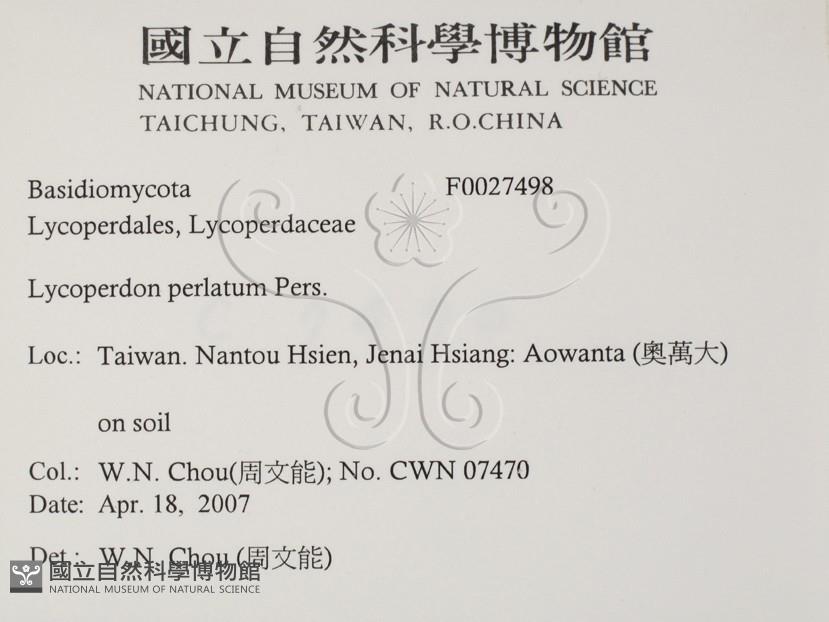 國立自然科學博物館
NATIONAL MUSEUM OF NATURAL SCIENCE
TAICHUNG, TAIWAN, R.O.CHINA
Basidiomycota F0027498
Lycoperdales, Lycoperdaceae
Lycoperdon perlatum Pers.
Loc.: Taiwan. Nantou Hsien, Jenai Hsiang: Aowanta (奧萬大)
on soil
Col.: W.N. Chou(周文能); No. CWN 07470
Date: Apr. 18, 2007
Det.: W.N. Chou (周文能)
國立自然科學博物館
NATIONAL MUSEUM OF NATURAL SCIENCE